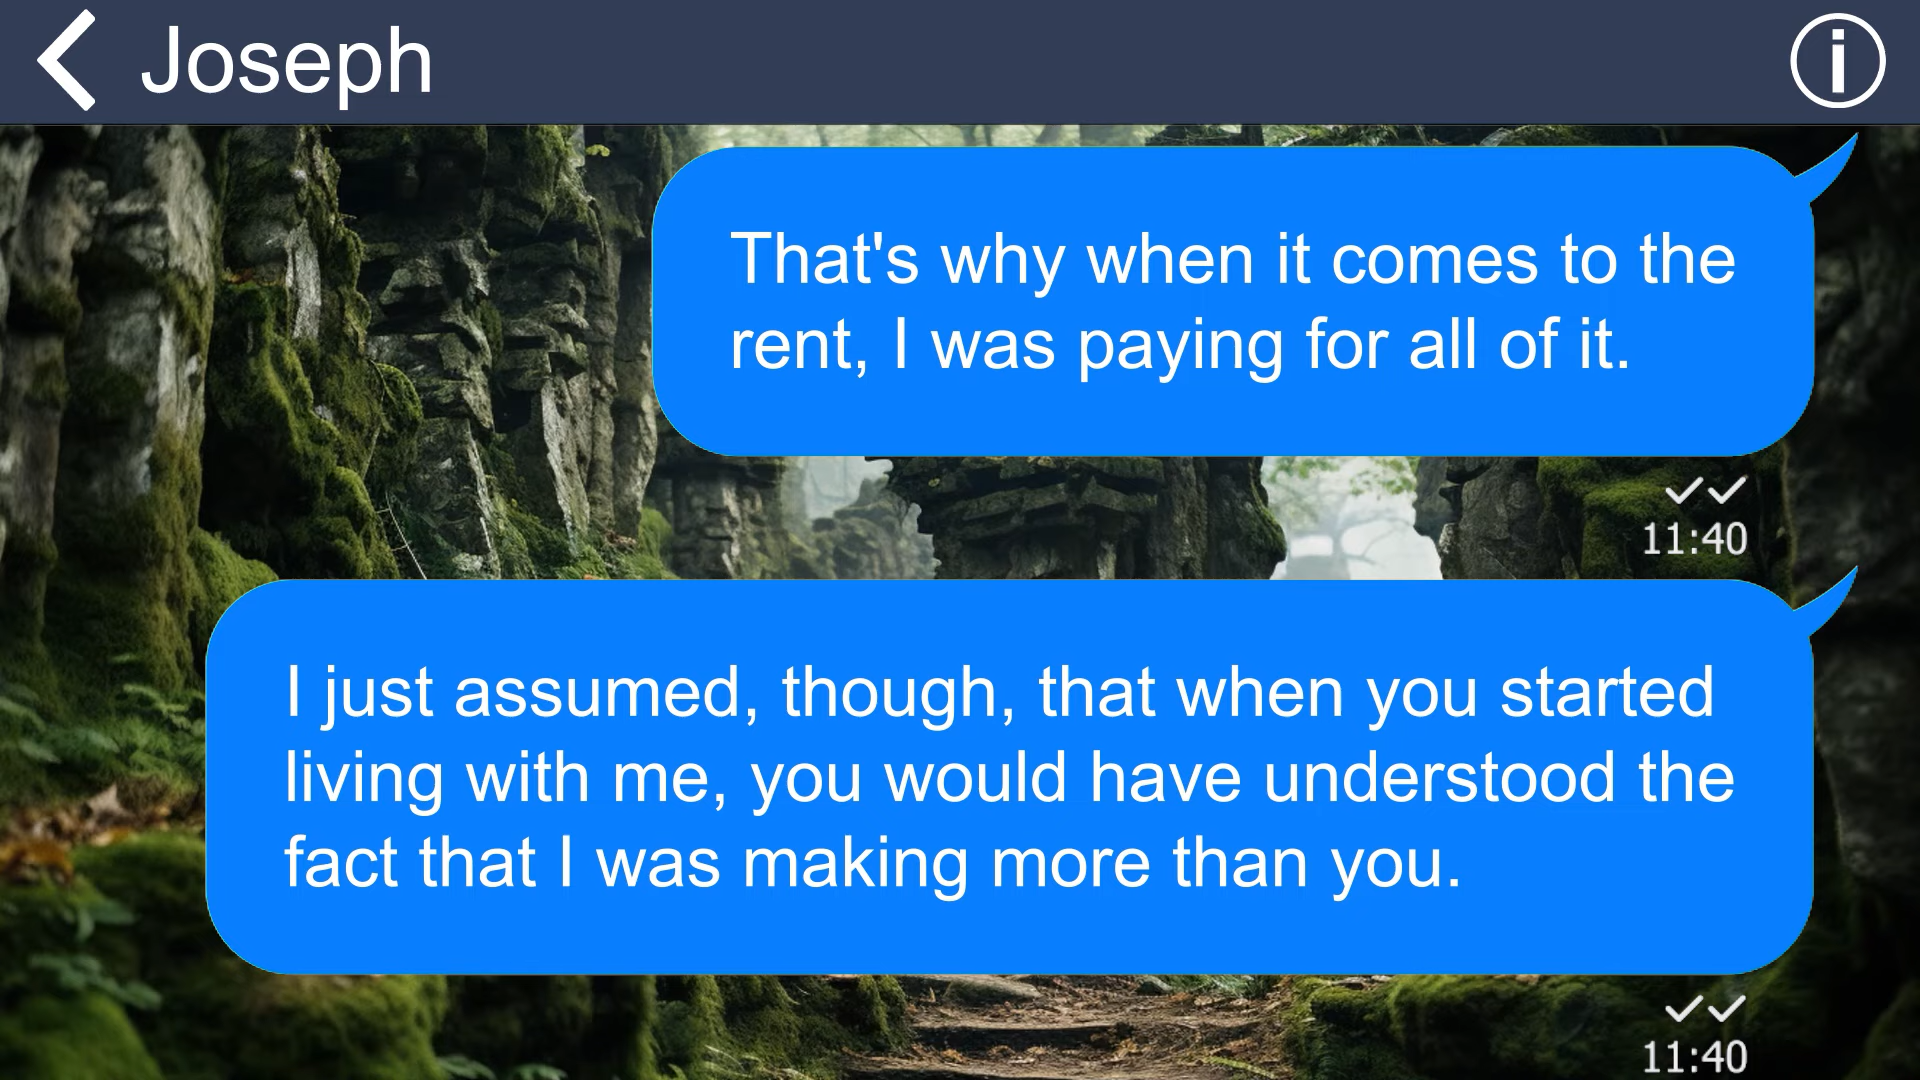 Joseph
That's why when it comes to the
rent, I was paying for all of it.
11:40
I just assumed, though, that when you started
living with me, you would have understood the
fact that I was making more than you.
11:40